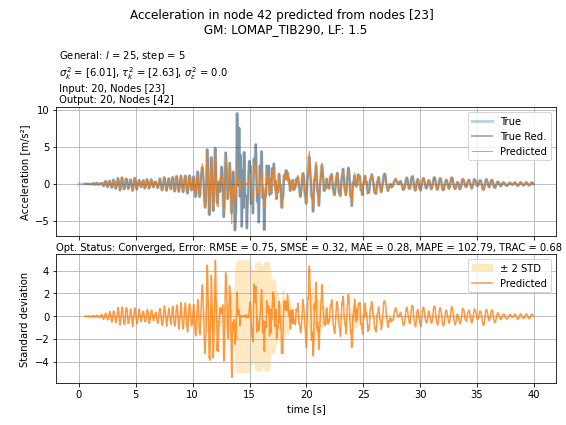 Acceleration in node 42 predicted from nodes [23]
GM: LOMAP_TIB290, LF: 1.5
General: l = 25, step = 5
σ²ₖ = [6.01], τ²ₖ = [2.63], σ²ε = 0.0
Input: 20, Nodes [23]
Output: 20, Nodes [42]
Acceleration [m/s²]
10
5
0
−5
True
True Red.
Predicted
Opt. Status: Converged, Error: RMSE = 0.75, SMSE = 0.32, MAE = 0.28, MAPE = 102.79, TRAC = 0.68
Standard deviation
4
2
0
−2
−4
± 2 STD
Predicted
0 5 10 15 20 25 30 35 40
time [s]